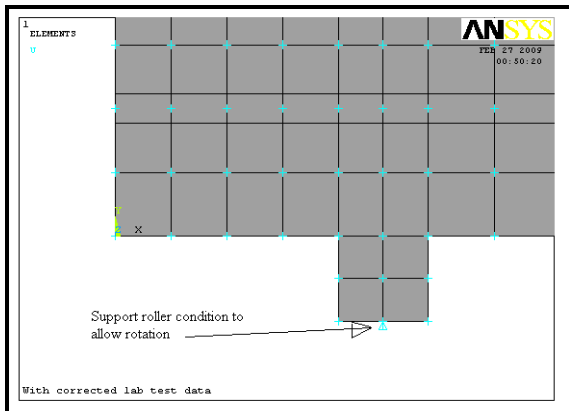 1
ELEMENTS
U
ANSYS
FEB 27 2009
00:50:20
Y
Z
X
Support roller condition to
allow rotation
With corrected lab test data